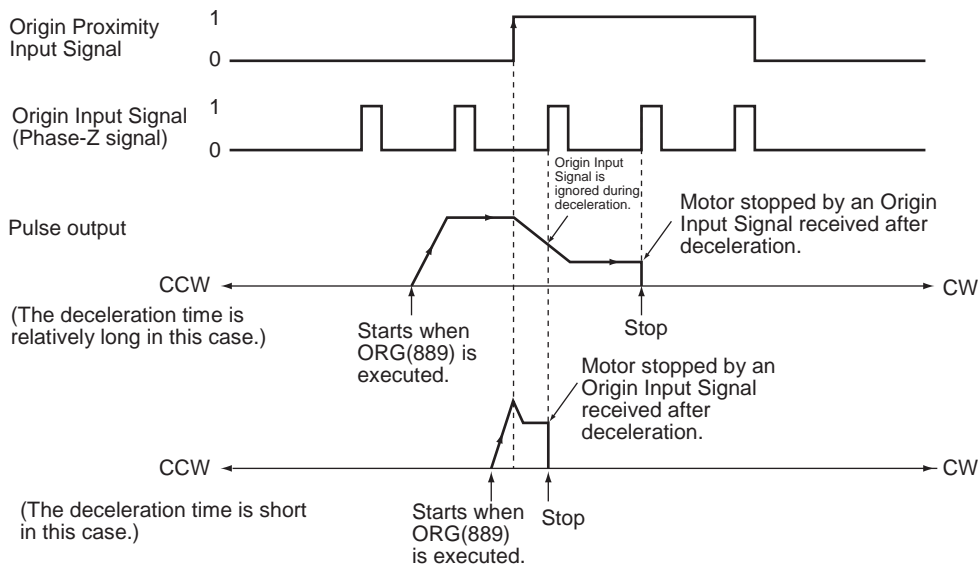 Origin Proximity
Input Signal
1
0
Origin Input Signal
(Phase-Z signal)
1
0
Origin Input
Signal is
ignored during
deceleration.
Pulse output
Motor stopped by an Origin
Input Signal received after
deceleration.
CCW
CW
(The deceleration time is
relatively long in this case.)
Starts when
ORG(889) is
executed.
Stop
Motor stopped by an
Origin Input Signal
received after
deceleration.
CCW
CW
(The deceleration time is short
in this case.)
Starts when
ORG(889)
is executed.
Stop